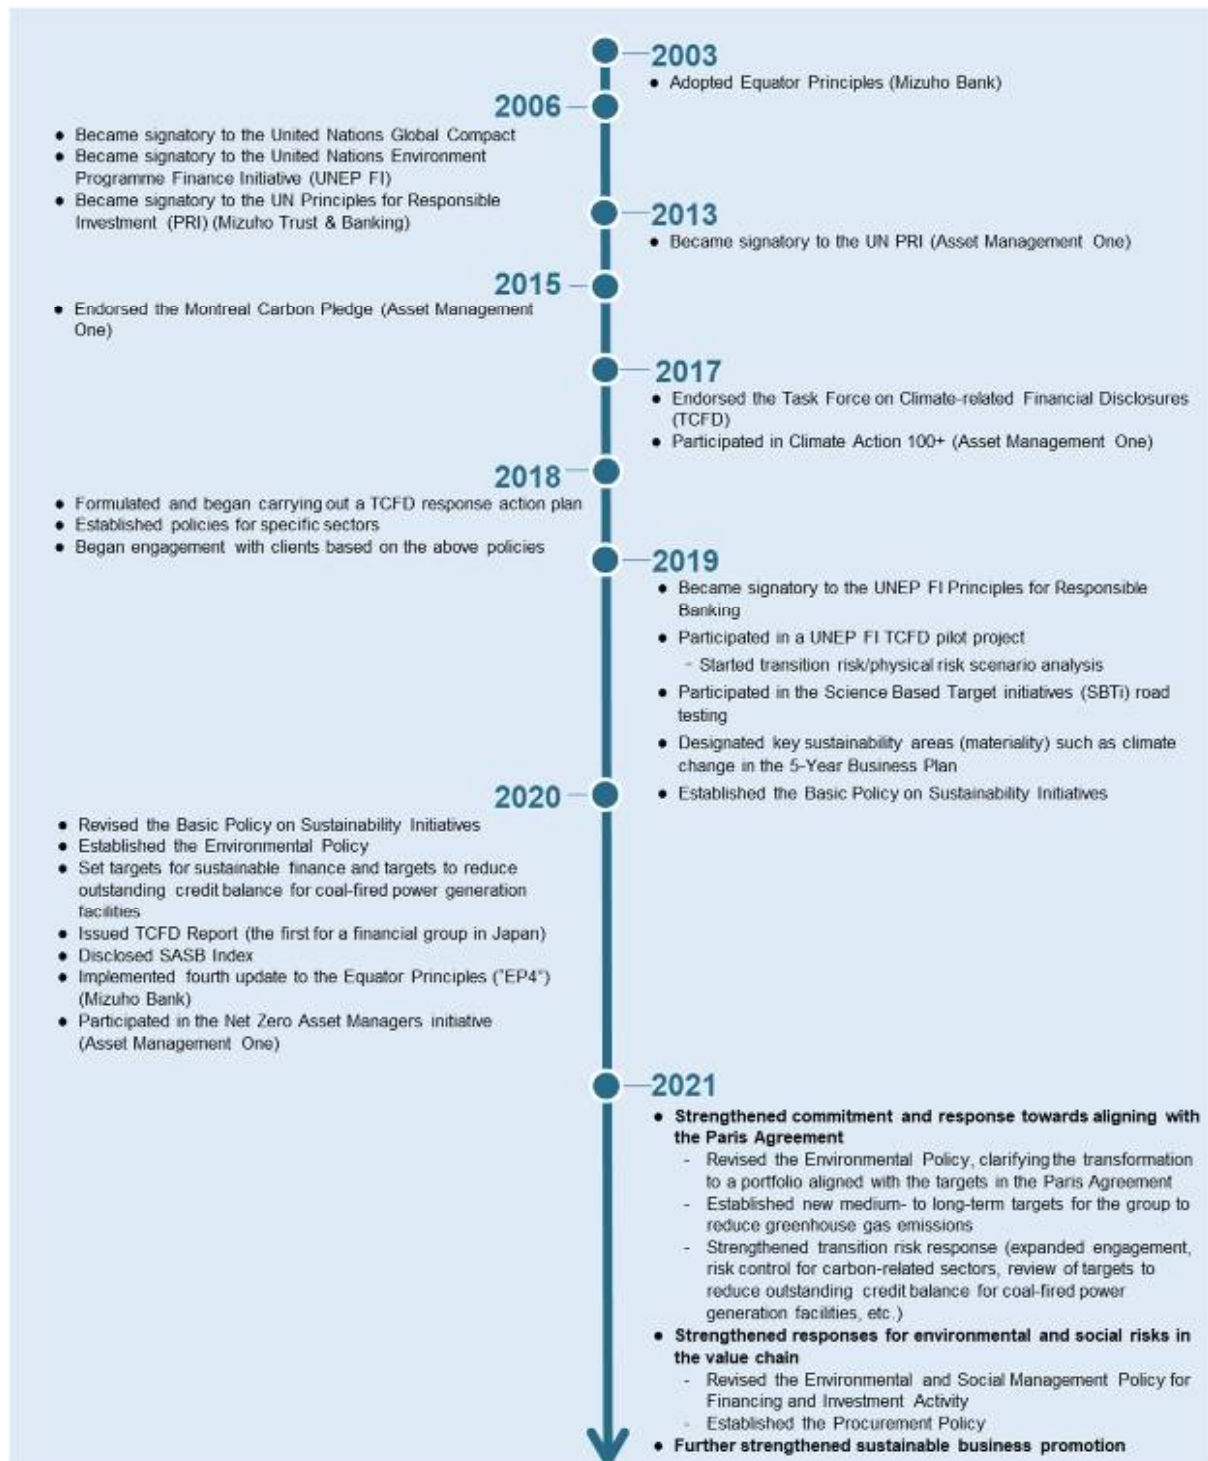 2003
● Adopted Equator Principles (Mizuho Bank)
2006
● Became signatory to the United Nations Global Compact
● Became signatory to the United Nations Environment
Programme Finance Initiative (UNEP FI)
● Became signatory to the UN Principles for Responsible
Investment (PRI) (Mizuho Trust & Banking)
2013
● Became signatory to the UN PRI (Asset Management One)
2015
● Endorsed the Montreal Carbon Pledge (Asset Management
One)
2017
● Endorsed the Task Force on Climate-related Financial Disclosures
(TCFD)
● Participated in Climate Action 100+ (Asset Management One)
2018
● Formulated and began carrying out a TCFD response action plan
● Established policies for specific sectors
● Began engagement with clients based on the above policies
2019
● Became signatory to the UNEP FI Principles for Responsible
Banking
● Participated in a UNEP FI TCFD pilot project
- Started transition risk/physical risk scenario analysis
● Participated in the Science Based Target initiatives (SBTi) road
testing
● Designated key sustainability areas (materiality) such as climate
change in the 5-Year Business Plan
● Established the Basic Policy on Sustainability Initiatives
2020
● Revised the Basic Policy on Sustainability Initiatives
● Established the Environmental Policy
● Set targets for sustainable finance and targets to reduce
outstanding credit balance for coal-fired power generation
facilities
● Issued TCFD Report (the first for a financial group in Japan)
● Disclosed SASB Index
● Implemented fourth update to the Equator Principles ("EP4")
(Mizuho Bank)
● Participated in the Net Zero Asset Managers initiative
(Asset Management One)
2021
● Strengthened commitment and response towards aligning with
the Paris Agreement
- Revised the Environmental Policy, clarifying the transformation
to a portfolio aligned with the targets in the Paris Agreement
- Established new medium- to long-term targets for the group to
reduce greenhouse gas emissions
- Strengthened transition risk response (expanded engagement,
risk control for carbon-related sectors, review of targets to
reduce outstanding credit balance for coal-fired power
generation facilities, etc.)
● Strengthened responses for environmental and social risks in
the value chain
- Revised the Environmental and Social Management Policy for
Financing and Investment Activity
- Established the Procurement Policy
● Further strengthened sustainable business promotion